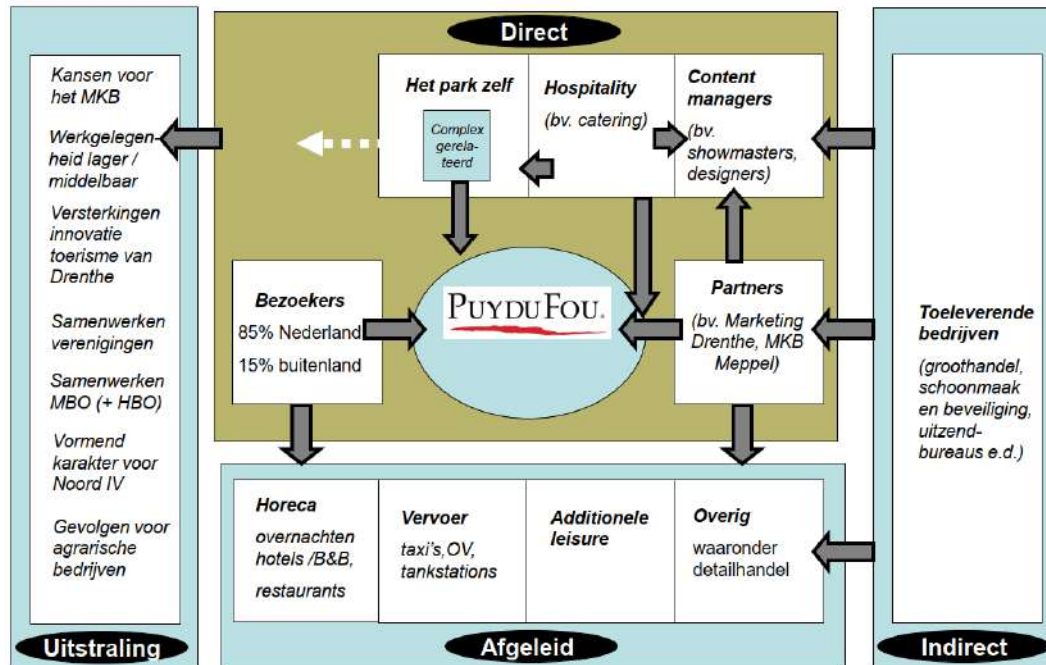 Direct
Kansen voor
het MKB
Werkgelegen-
heid lager /
middelbaar
Versterkingen
innovatie
toerisme van
Drenthe
Samenwerken
verenigingen
Samenwerken
MBO (+ HBO)
Vormend
karakter voor
Noord IV
Gevolgen voor
agrarische
bedrijven
Uitstraling
Het park zelf
Complex
gerela-
teerd
Hospitality
(bv. catering)
Content
managers
(bv.
showmasters,
designers)
Bezoekers
85% Nederland
15% buitenland
PUY DU FOU®
Partners
(bv. Marketing
Drenthe, MKB
Meppel)
Horeca
overnachten
hotels /B&B,
restaurants
Vervoer
taxi's,OV,
tankstations
Additionele
leisure
Overig
waaronder
detailhandel
Afgeleid
Toeleverende
bedrijven
(groothandel,
schoonmaak
en beveiliging,
uitzend-
bureaus e.d.)
Indirect